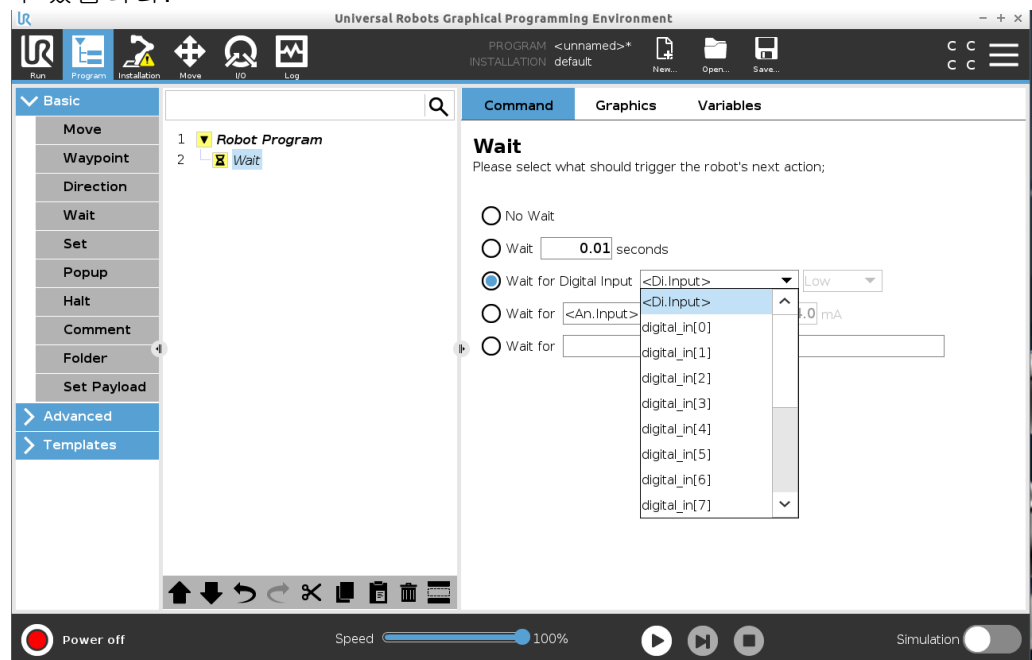 Universal Robots Graphical Programming Environment
UR
Run Program Installation Move I/O Log
PROGRAM <unnamed>*
INSTALLATION default
New... Open... Save...
C C
C C
Basic
Move
Waypoint
Direction
Wait
Set
Popup
Halt
Comment
Folder
Set Payload
Advanced
Templates
1 Robot Program
2 Wait
Command Graphics Variables
Wait
Please select what should trigger the robot's next action;
No Wait
Wait 0.01 seconds
Wait for Digital Input <Di.Input> Low
<Di.Input>
digital_in[0]
digital_in[1]
digital_in[2]
digital_in[3]
digital_in[4]
digital_in[5]
digital_in[6]
digital_in[7]
Wait for <An.Input> .0 mA
Wait for
Power off
Speed 100%
Simulation